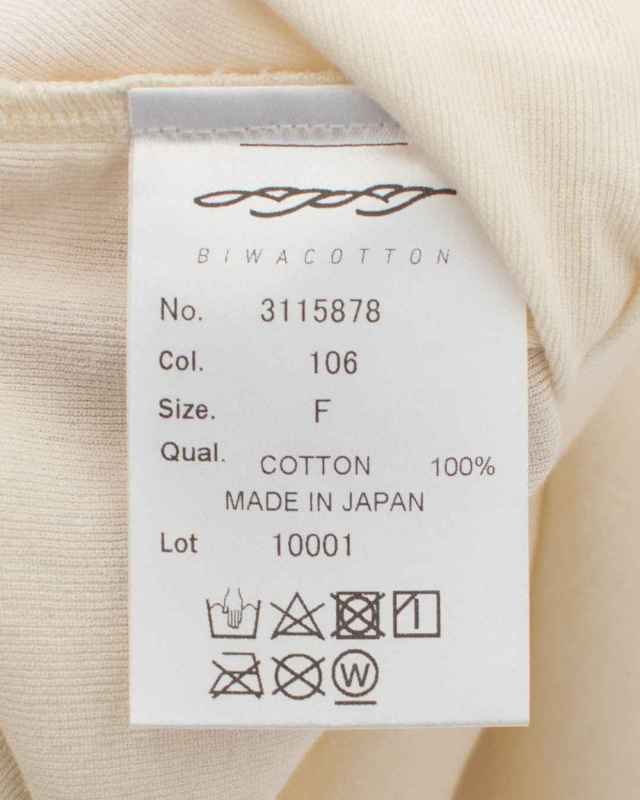 BIWACOTTON
No. 3115878
Col. 106
Size. F
Qual. COTTON 100%
MADE IN JAPAN
Lot 10001
W